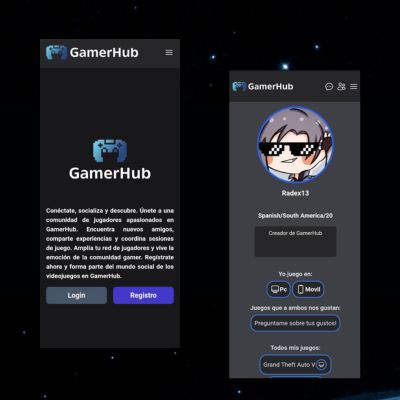 GamerHub
GamerHub
Conéctate, socializa y descubre. Únete a una
comunidad de jugadores apasionados en
GamerHub. Encuentra nuevos amigos,
comparte experiencias y coordina sesiones
de juego. Amplía tu red de jugadores y vive la
emoción de la comunidad gamer. Regístrate
ahora y forma parte del mundo social de los
videojuegos en GamerHub.
Login
Registro
GamerHub
Radex13
Spanish/South America/20
Creador de GamerHub
Yo juego en:
Pc
Movil
Juegos que a ambos nos gustan:
Preguntame sobre tus gustos!
Todos mis juegos:
Grand Theft Auto V